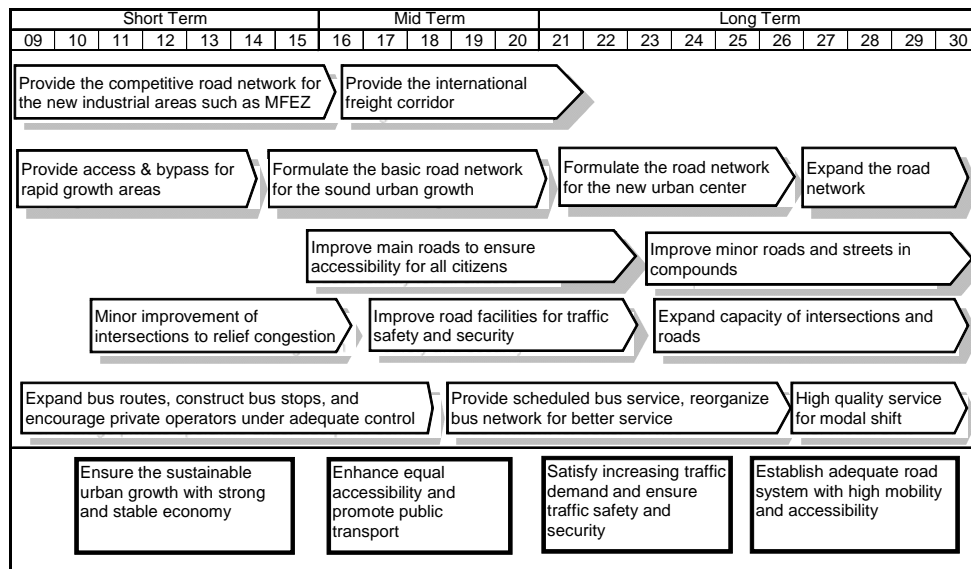 Short Term Mid Term Long Term
09 10 11 12 13 14 15 16 17 18 19 20 21 22 23 24 25 26 27 28 29 30
Provide the competitive road network for
the new industrial areas such as MFEZ
Provide the international
freight corridor
Provide access & bypass for
rapid growth areas
Formulate the basic road network
for the sound urban growth
Formulate the road network
for the new urban center
Expand the road
network
Improve main roads to ensure
accessibility for all citizens
Improve minor roads and streets in
compounds
Minor improvement of
intersections to relief congestion
Improve road facilities for traffic
safety and security
Expand capacity of intersections and
roads
Expand bus routes, construct bus stops, and
encourage private operators under adequate control
Provide scheduled bus service, reorganize
bus network for better service
High quality service
for modal shift
Ensure the sustainable
urban growth with strong
and stable economy
Enhance equal
accessibility and
promote public
transport
Satisfy increasing traffic
demand and ensure
traffic safety and
security
Establish adequate road
system with high mobility
and accessibility